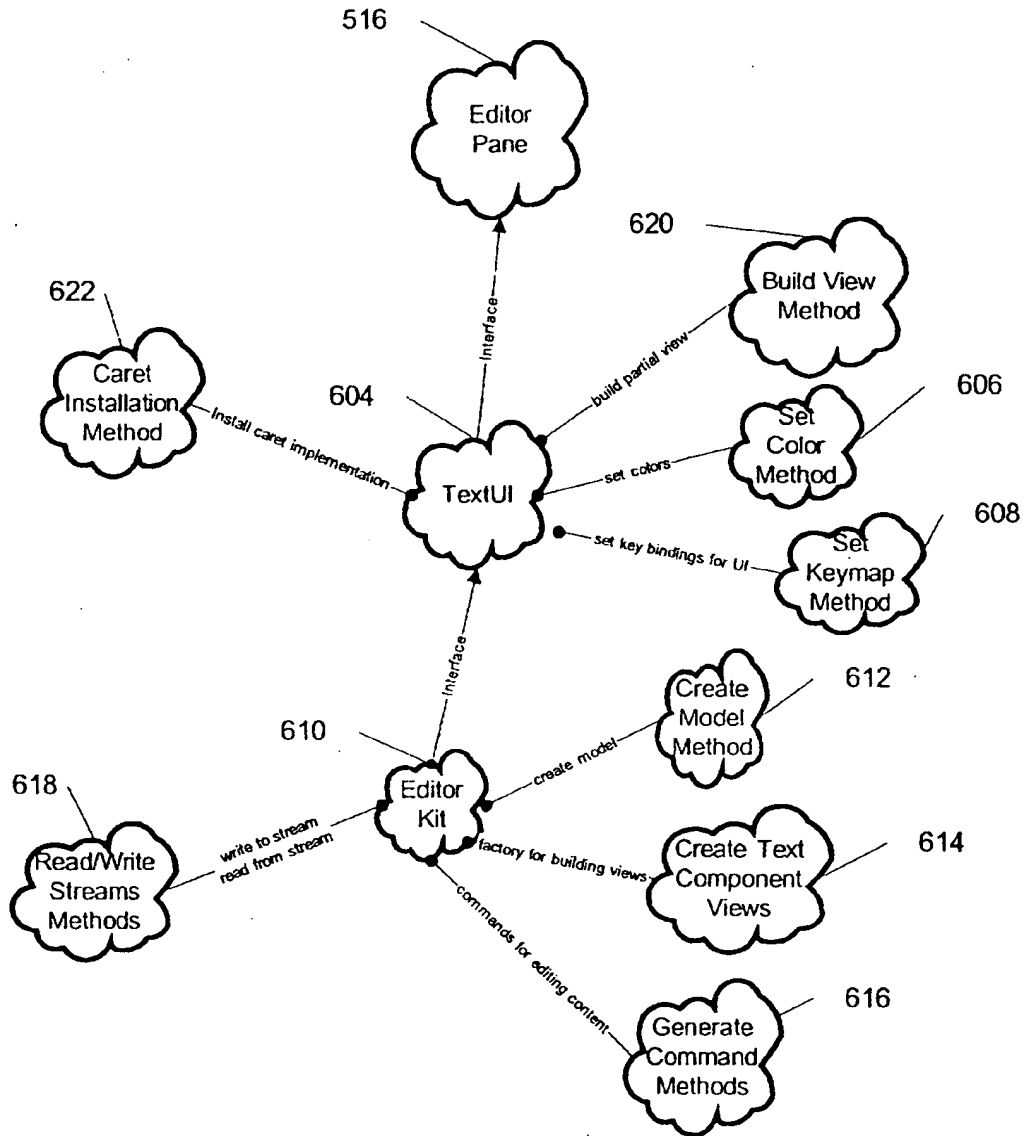 516
Editor
Pane
620
Build View
Method
622
Caret
Installation
Method
Interface
build partial view
604
606
Set
Color
Method
Install caret implementation
TextUI
set colors
608
set key bindings for UI
Set
Keymap
Method
Interface
612
Create
Model
Method
610
create model
618
Editor
Kit
Read/Write
Streams
Methods
write to stream
read from stream
factory for building views
Create Text
Component
Views
614
commands for editing content
616
Generate
Command
Methods